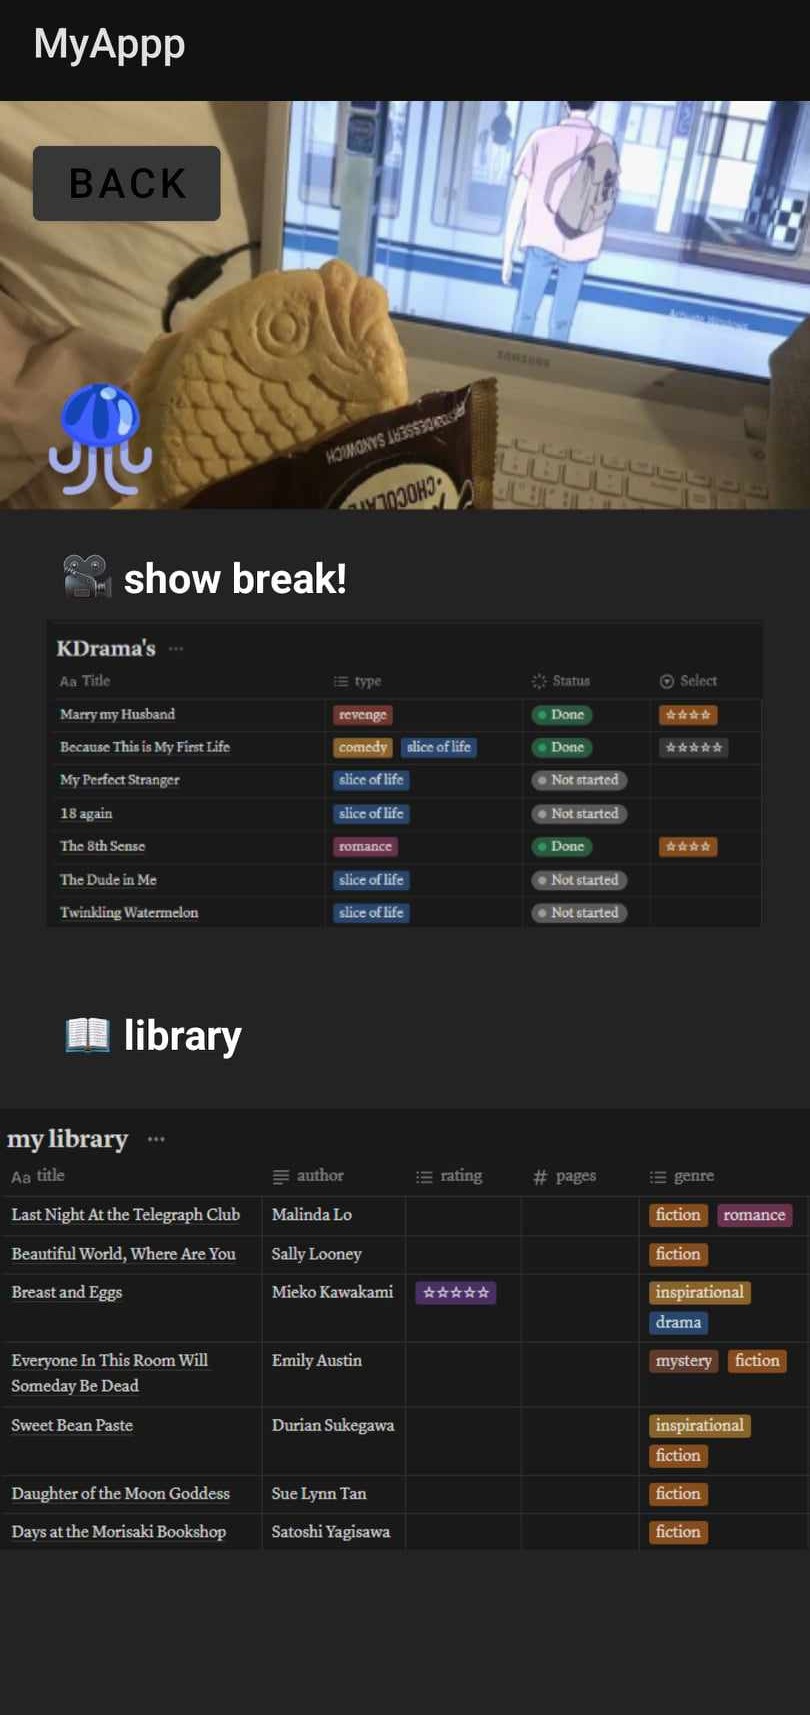 MyAppp
BACK
Activate Windows
SAMSUNG
DESSERT SANDWICH
CHOCOLATE
show break!
KDrama's ...
Aa Title type Status Select
Marry my Husband revenge Done ☆☆☆☆
Because This is My First Life comedy slice of life Done ☆☆☆☆☆
My Perfect Stranger slice of life Not started
18 again slice of life Not started
The 8th Sense romance Done ☆☆☆☆
The Dude in Me slice of life Not started
Twinkling Watermelon slice of life Not started
library
my library ...
Aa title author rating # pages genre
Last Night At the Telegraph Club Malinda Lo fiction romance
Beautiful World, Where Are You Sally Looney fiction
Breast and Eggs Mieko Kawakami ☆☆☆☆☆ inspirational
drama
Everyone In This Room Will Emily Austin mystery fiction
Someday Be Dead
Sweet Bean Paste Durian Sukegawa inspirational
fiction
Daughter of the Moon Goddess Sue Lynn Tan fiction
Days at the Morisaki Bookshop Satoshi Yagisawa fiction